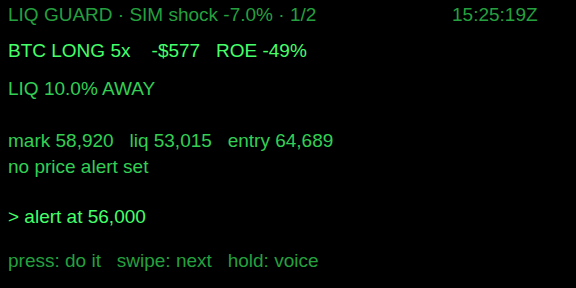 LIQ GUARD · SIM shock -7.0% · 1/2 15:25:19Z
BTC LONG 5x -$577 ROE -49%
LIQ 10.0% AWAY
mark 58,920 liq 53,015 entry 64,689
no price alert set
> alert at 56,000
press: do it swipe: next hold: voice